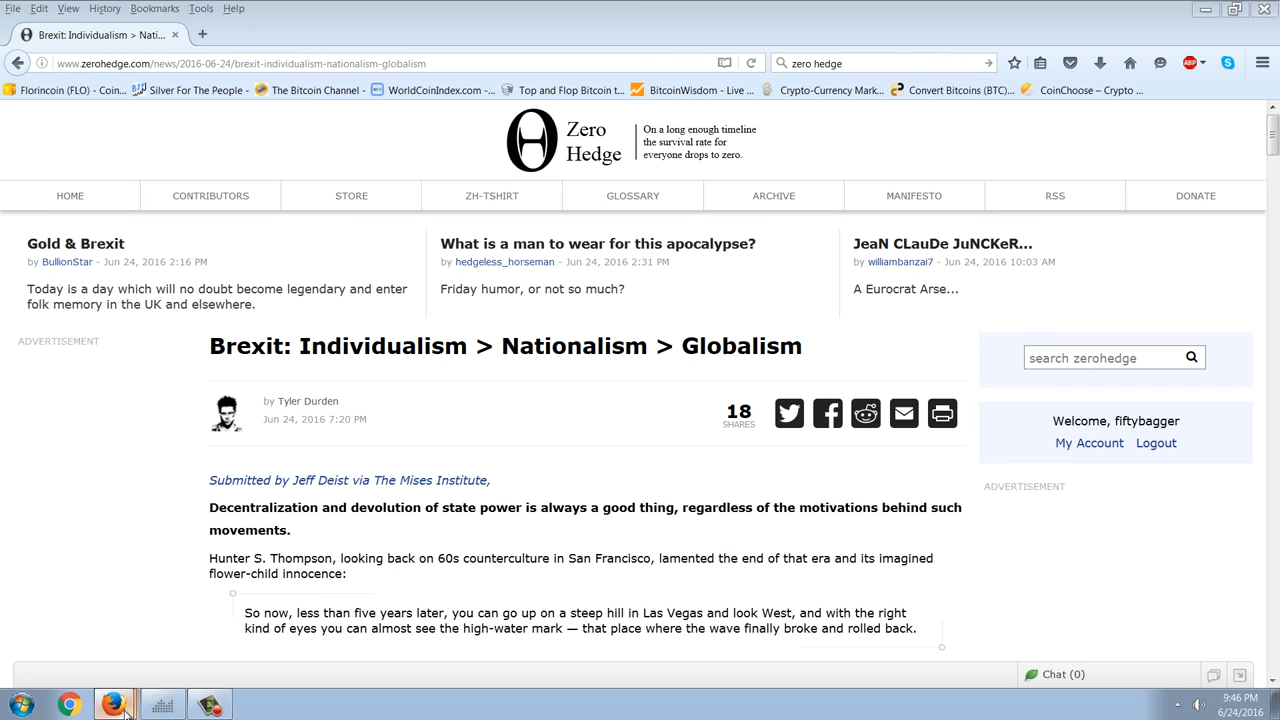 File Edit View History Bookmarks Tools Help
Brexit: Individualism > Nati...
www.zerohedge.com/news/2016-06-24/brexit-individualism-nationalism-globalism
zero hedge
ABP
Florincoin (FLO) - Coin...
Silver For The People - ...
The Bitcoin Channel - ...
WorldCoinIndex.com -...
Top and Flop Bitcoin t...
BitcoinWisdom - Live ...
Crypto-Currency Mark...
Convert Bitcoins (BTC)...
CoinChoose – Crypto ...
Zero
Hedge
On a long enough timeline
the survival rate for
everyone drops to zero.
HOME CONTRIBUTORS STORE ZH-TSHIRT GLOSSARY ARCHIVE MANIFESTO RSS DONATE
Gold & Brexit
by BullionStar - Jun 24, 2016 2:16 PM
Today is a day which will no doubt become legendary and enter
folk memory in the UK and elsewhere.
What is a man to wear for this apocalypse?
by hedgeless_horseman - Jun 24, 2016 2:31 PM
Friday humor, or not so much?
JeaN CLauDe JuNCKeR...
by williambanzai7 - Jun 24, 2016 10:03 AM
A Eurocrat Arse...
ADVERTISEMENT
Brexit: Individualism > Nationalism > Globalism
by Tyler Durden
Jun 24, 2016 7:20 PM
18
SHARES
Submitted by Jeff Deist via The Mises Institute,
Decentralization and devolution of state power is always a good thing, regardless of the motivations behind such
movements.
Hunter S. Thompson, looking back on 60s counterculture in San Francisco, lamented the end of that era and its imagined
flower-child innocence:
So now, less than five years later, you can go up on a steep hill in Las Vegas and look West, and with the right
kind of eyes you can almost see the high-water mark — that place where the wave finally broke and rolled back.
search zerohedge
Welcome, fiftybagger
My Account Logout
ADVERTISEMENT
Chat (0)
9:46 PM
6/24/2016